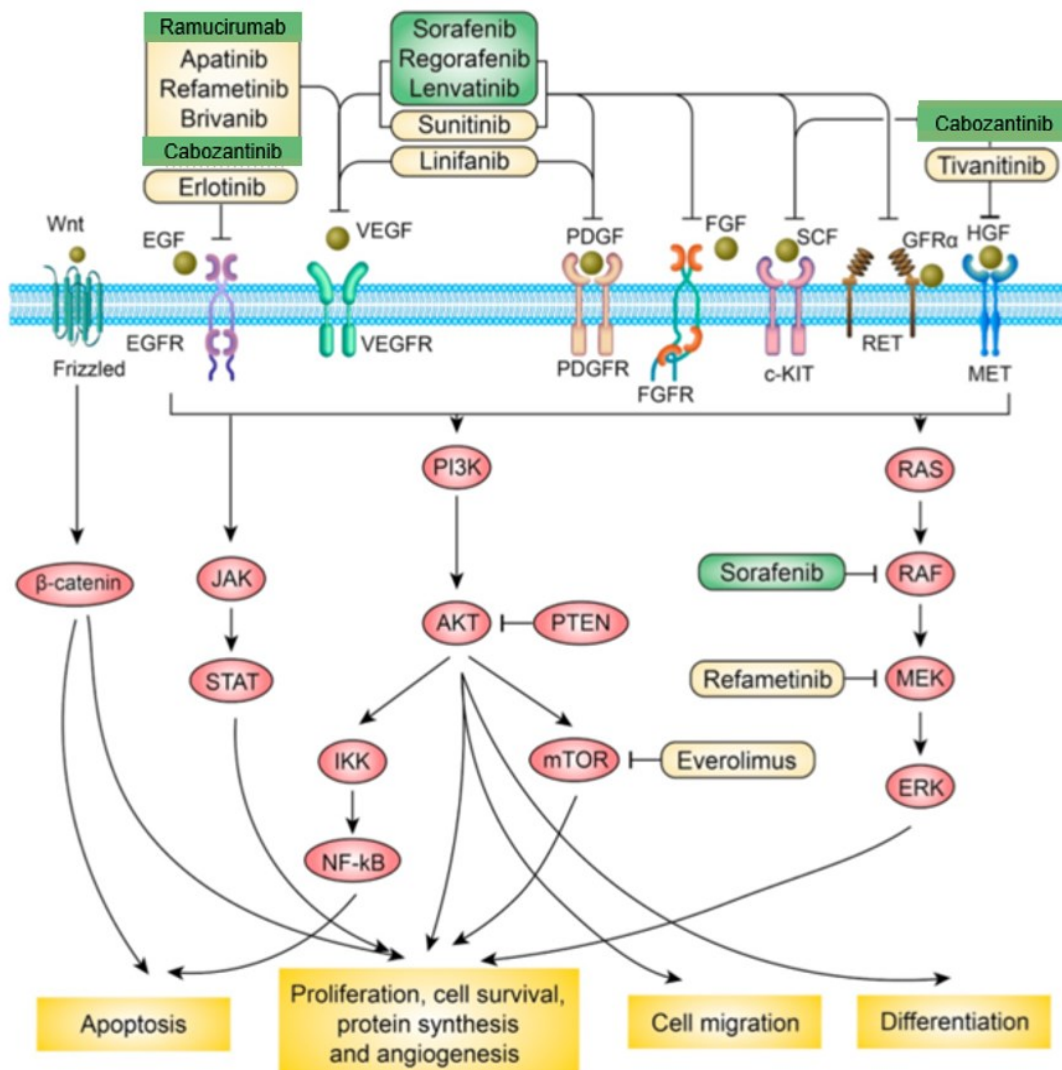 Ramucirumab
Apatinib
Refametinib
Brivanib
Cabozantinib
Erlotinib
Sorafenib
Regorafenib
Lenvatinib
Sunitinib
Linifanib
Cabozantinib
Tivanitinib
Wnt
EGF
VEGF
PDGF
FGF
SCF
GFRα
HGF
Frizzled
EGFR
VEGFR
PDGFR
FGFR
c-KIT
RET
MET
PI3K
RAS
β-catenin
JAK
Sorafenib
RAF
AKT
PTEN
STAT
Refametinib
MEK
IKK
mTOR
Everolimus
ERK
NF-kB
Apoptosis
Proliferation, cell survival,
protein synthesis
and angiogenesis
Cell migration
Differentiation